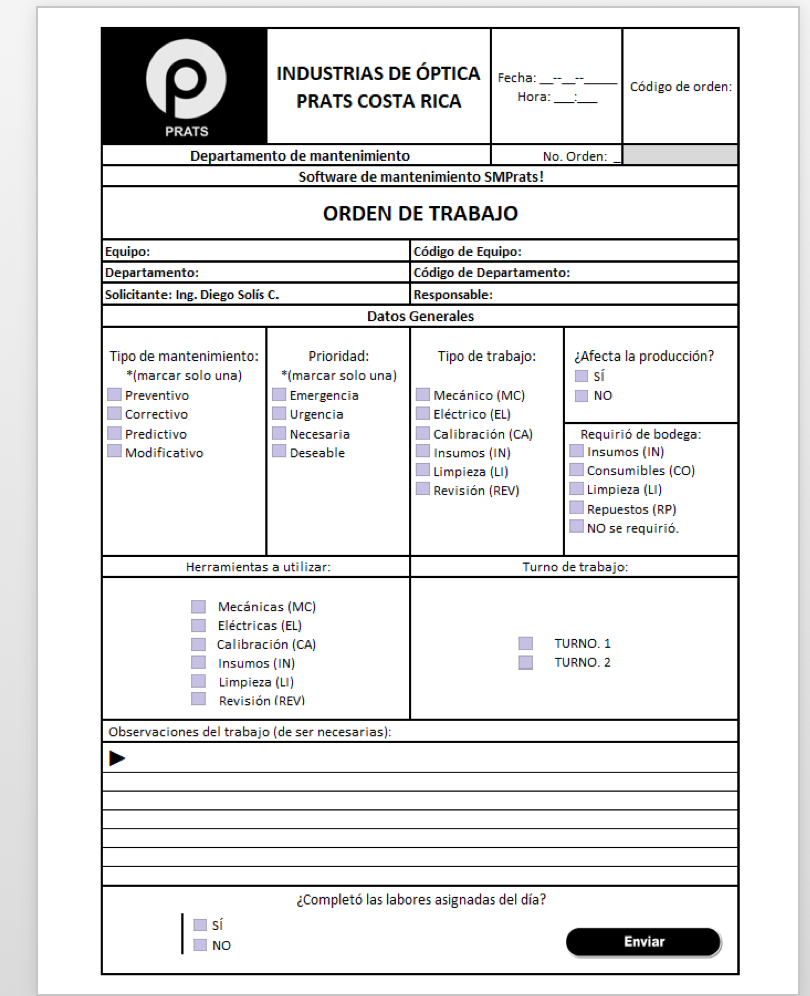 PRATS
INDUSTRIAS DE ÓPTICA
PRATS COSTA RICA
Fecha: __--__--_____
Hora: ___:___
Código de orden:
Departamento de mantenimiento
No. Orden: _
Software de mantenimiento SMPrats!
ORDEN DE TRABAJO
Equipo:
Código de Equipo:
Departamento:
Código de Departamento:
Solicitante: Ing. Diego Solís C.
Responsable:
Datos Generales
Tipo de mantenimiento:
*(marcar solo una)
Preventivo
Correctivo
Predictivo
Modificativo
Prioridad:
*(marcar solo una)
Emergencia
Urgencia
Necesaria
Deseable
Tipo de trabajo:
Mecánico (MC)
Eléctrico (EL)
Calibración (CA)
Insumos (IN)
Limpieza (LI)
Revisión (REV)
¿Afecta la producción?
SÍ
NO
Requirió de bodega:
Insumos (IN)
Consumibles (CO)
Limpieza (LI)
Repuestos (RP)
NO se requirió.
Herramientas a utilizar:
Mecánicas (MC)
Eléctricas (EL)
Calibración (CA)
Insumos (IN)
Limpieza (LI)
Revisión (REV)
Turno de trabajo:
TURNO. 1
TURNO. 2
Observaciones del trabajo (de ser necesarias):
¿Completó las labores asignadas del día?
SÍ
NO
Enviar